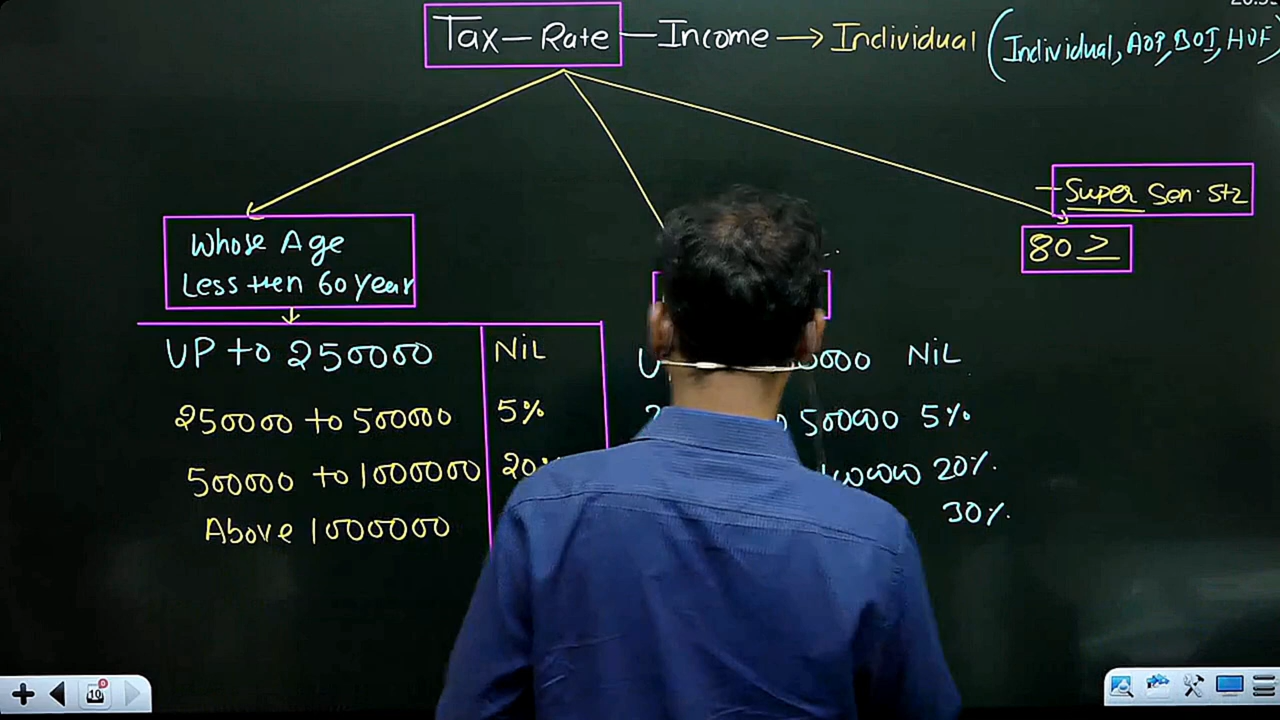 Tax - Rate - Income → Individual (Individual, AOP, BOI, HUF
Super Sen. Stz
80 ≥
Whose Age
Less then 60 year
UP to 250000 NiL
250000 to 500000 5%
500000 to 1000000
Above 1000000
NiL
500000 5%
20%.
30%.
10